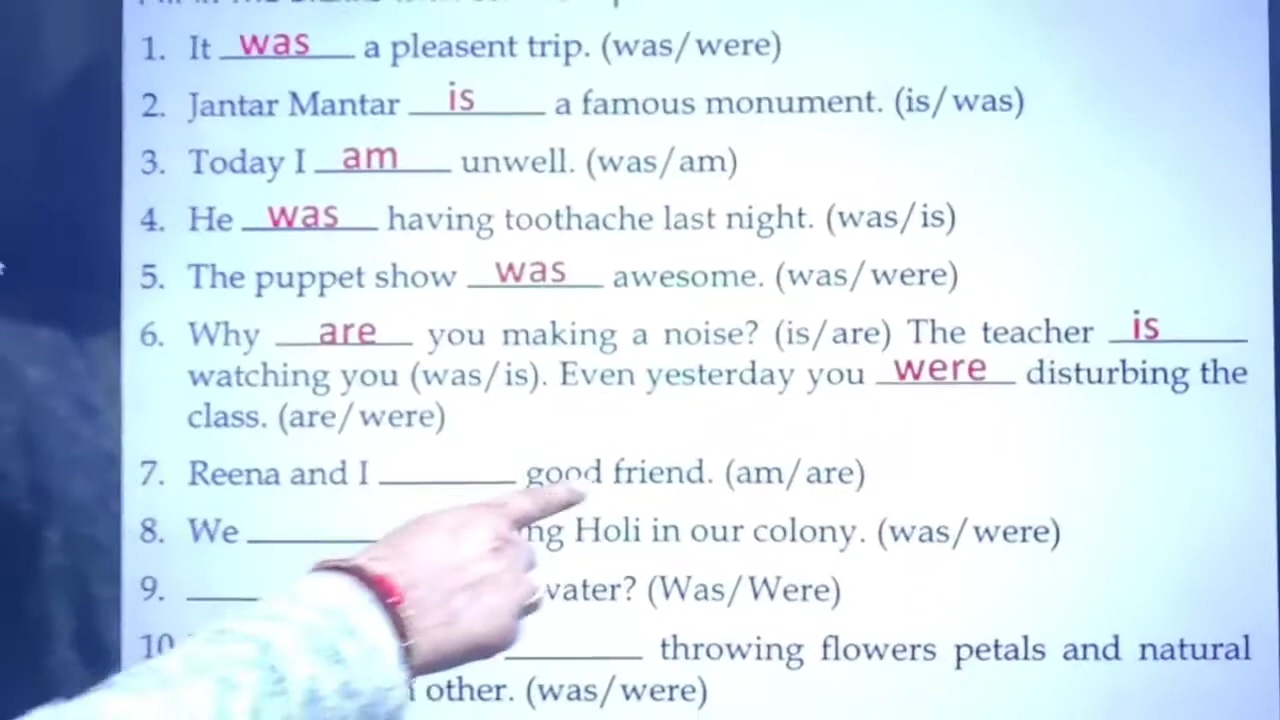 1. It was a pleasent trip. (was/were)
2. Jantar Mantar is a famous monument. (is/was)
3. Today I am unwell. (was/am)
4. He was having toothache last night. (was/is)
5. The puppet show was awesome. (was/were)
6. Why are you making a noise? (is/are) The teacher is
watching you (was/is). Even yesterday you were disturbing the
class. (are/were)
7. Reena and I ______ good friend. (am/are)
8. We ______ Holi in our colony. (was/were)
9. ______ (Was/Were)
10 ______ throwing flowers petals and natural
other. (was/were)